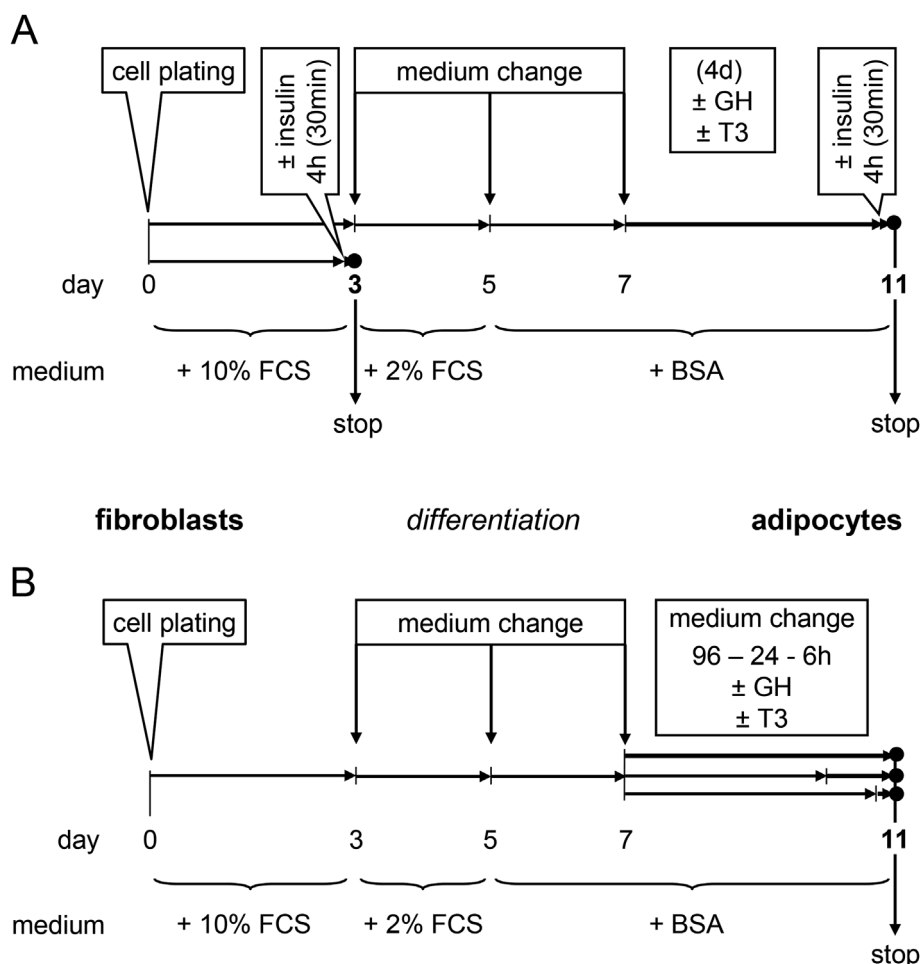 A
cell plating
± insulin
4h (30min)
medium change
(4d)
± GH
± T3
± insulin
4h (30min)
day 0 3 5 7 11
medium + 10% FCS + 2% FCS + BSA
stop stop
fibroblasts differentiation adipocytes
B
cell plating
medium change
medium change
96 – 24 - 6h
± GH
± T3
day 0 3 5 7 11
medium + 10% FCS + 2% FCS + BSA
stop